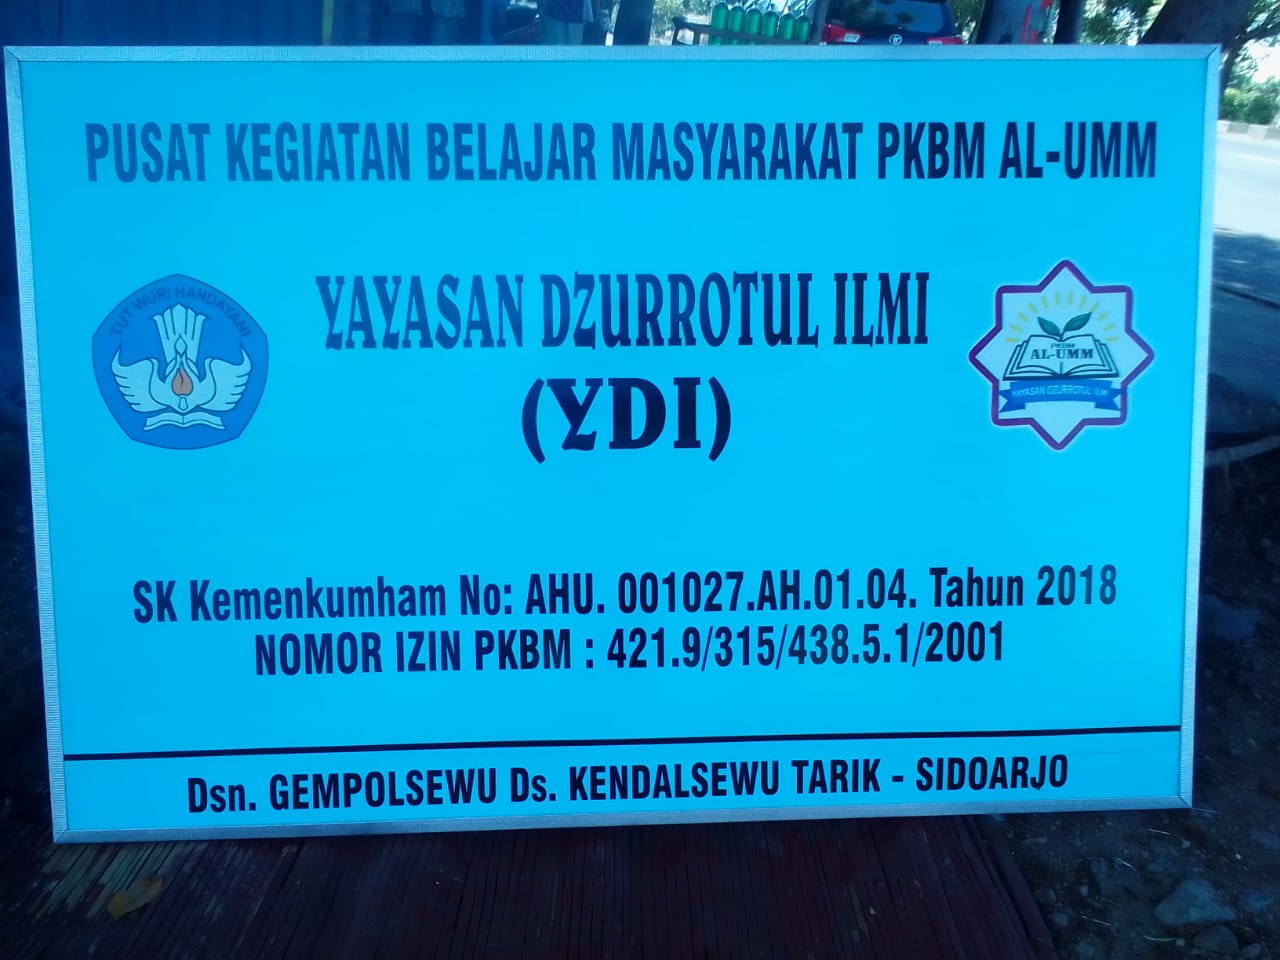 PUSAT KEGIATAN BELAJAR MASYARAKAT PKBM AL-UMM
TUT WURI HANDAYANI
YAYASAN DZURROTUL ILMI
(YDI)
PKBM
AL-UMM
YAYASAN DZURROTUL ILMI
SK Kemenkumham No: AHU. 001027.AH.01.04. Tahun 2018
NOMOR IZIN PKBM : 421.9/315/438.5.1/2001
Dsn. GEMPOLSEWU Ds. KENDALSEWU TARIK - SIDOARJO